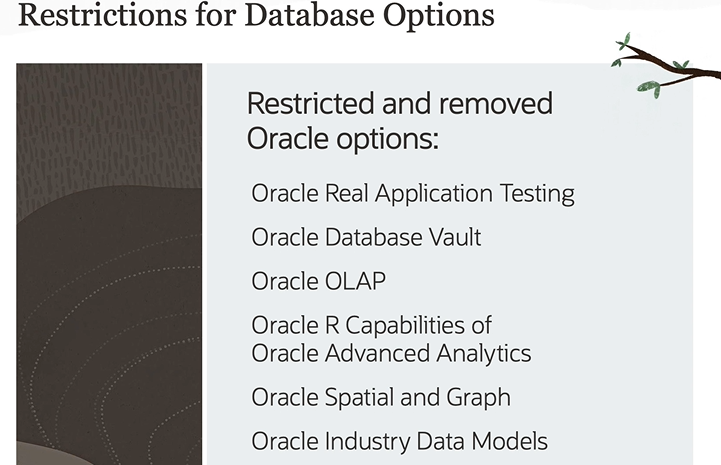 Restrictions for Database Options
Restricted and removed
Oracle options:
Oracle Real Application Testing
Oracle Database Vault
Oracle OLAP
Oracle R Capabilities of
Oracle Advanced Analytics
Oracle Spatial and Graph
Oracle Industry Data Models